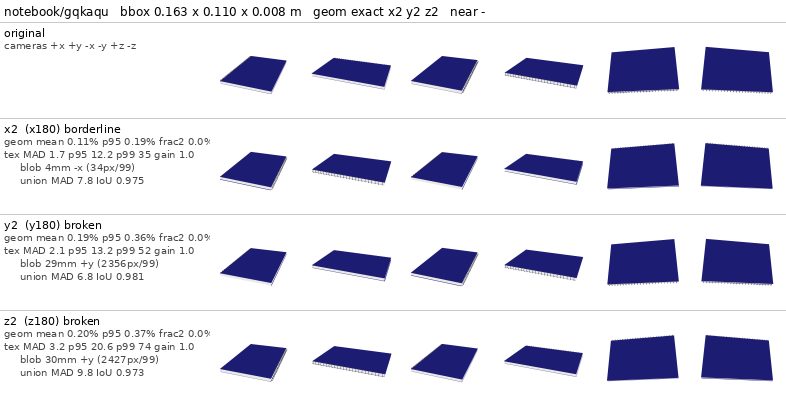 notebook/gqkaqu   bbox 0.163 x 0.110 x 0.008 m   geom exact x2 y2 z2   near -
original
cameras +x +y -x -y +z -z
x2  (x180) borderline
geom mean 0.11% p95 0.19% frac2 0.0%
tex MAD 1.7 p95 12.2 p99 35 gain 1.0
blob 4mm -x (34px/99)
union MAD 7.8 IoU 0.975
y2  (y180) broken
geom mean 0.19% p95 0.36% frac2 0.0%
tex MAD 2.1 p95 13.2 p99 52 gain 1.0
blob 29mm +y (2356px/99)
union MAD 6.8 IoU 0.981
z2  (z180) broken
geom mean 0.20% p95 0.37% frac2 0.0%
tex MAD 3.2 p95 20.6 p99 74 gain 1.0
blob 30mm +y (2427px/99)
union MAD 9.8 IoU 0.973